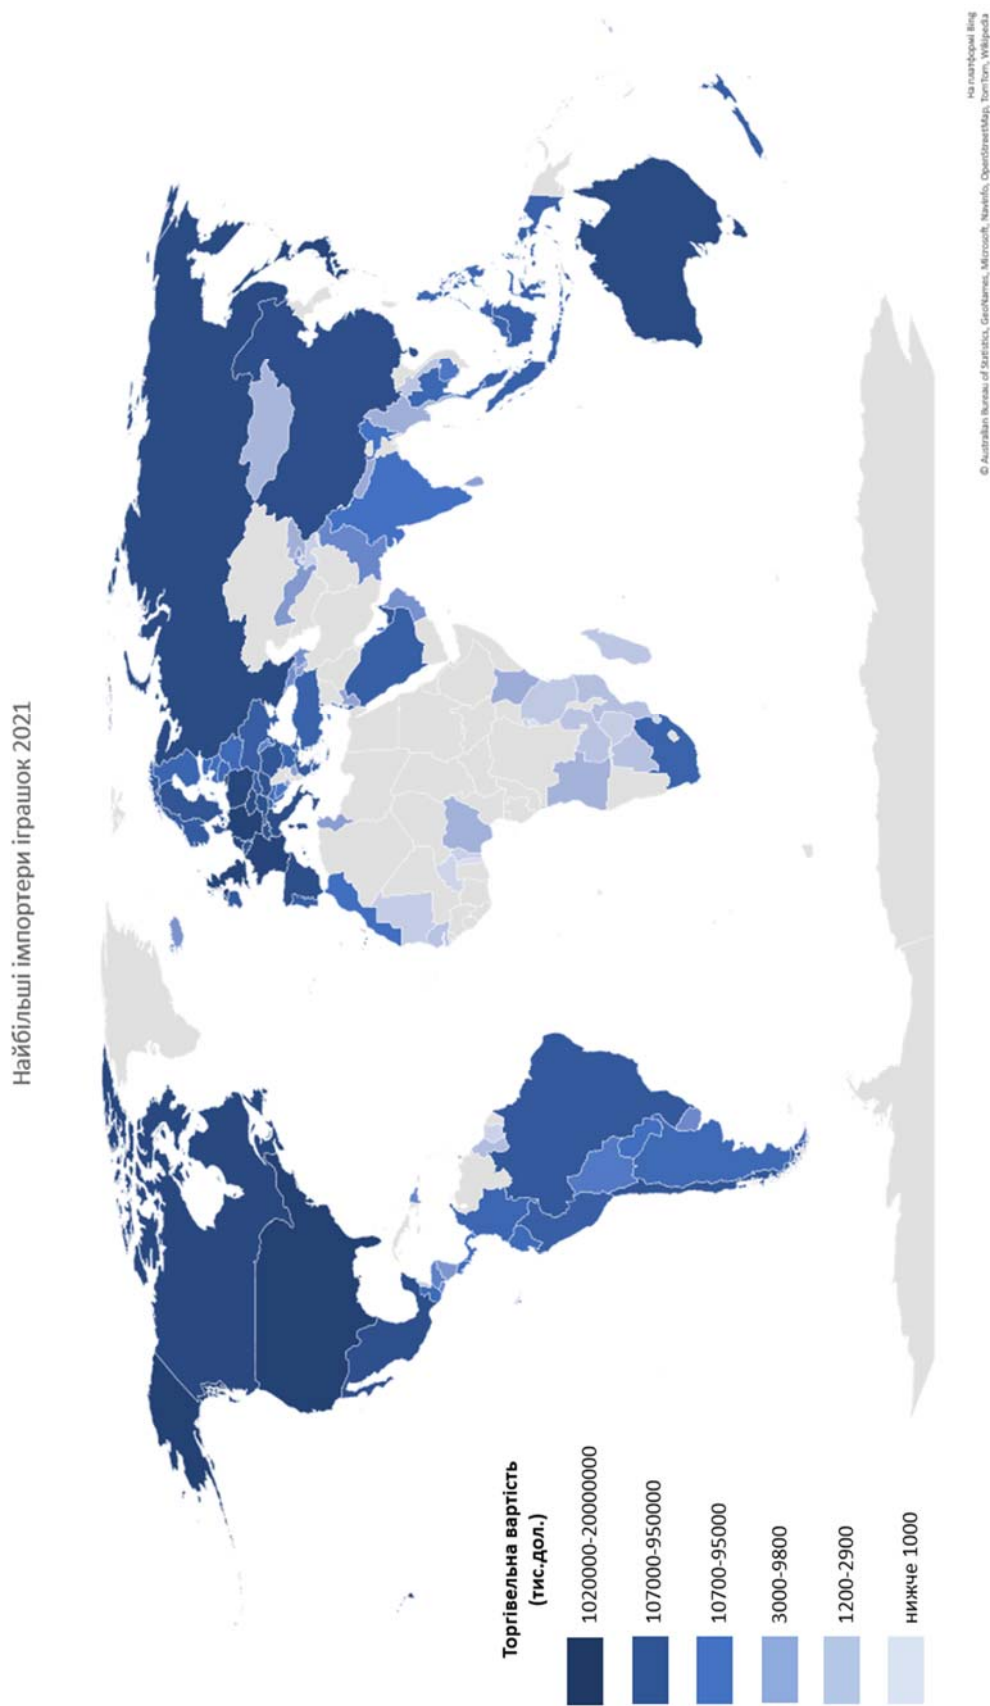 Найбільші імпортери іграшок 2021
Торгівельна вартість
(тис.дол.)
1020000-20000000
107000-950000
10700-95000
3000-9800
1200-2900
нижче 1000
На платформі Bing
© Australian Bureau of Statistics, GeoNames, Microsoft, Navinfo, OpenStreetMap, TomTom, Wikipedia